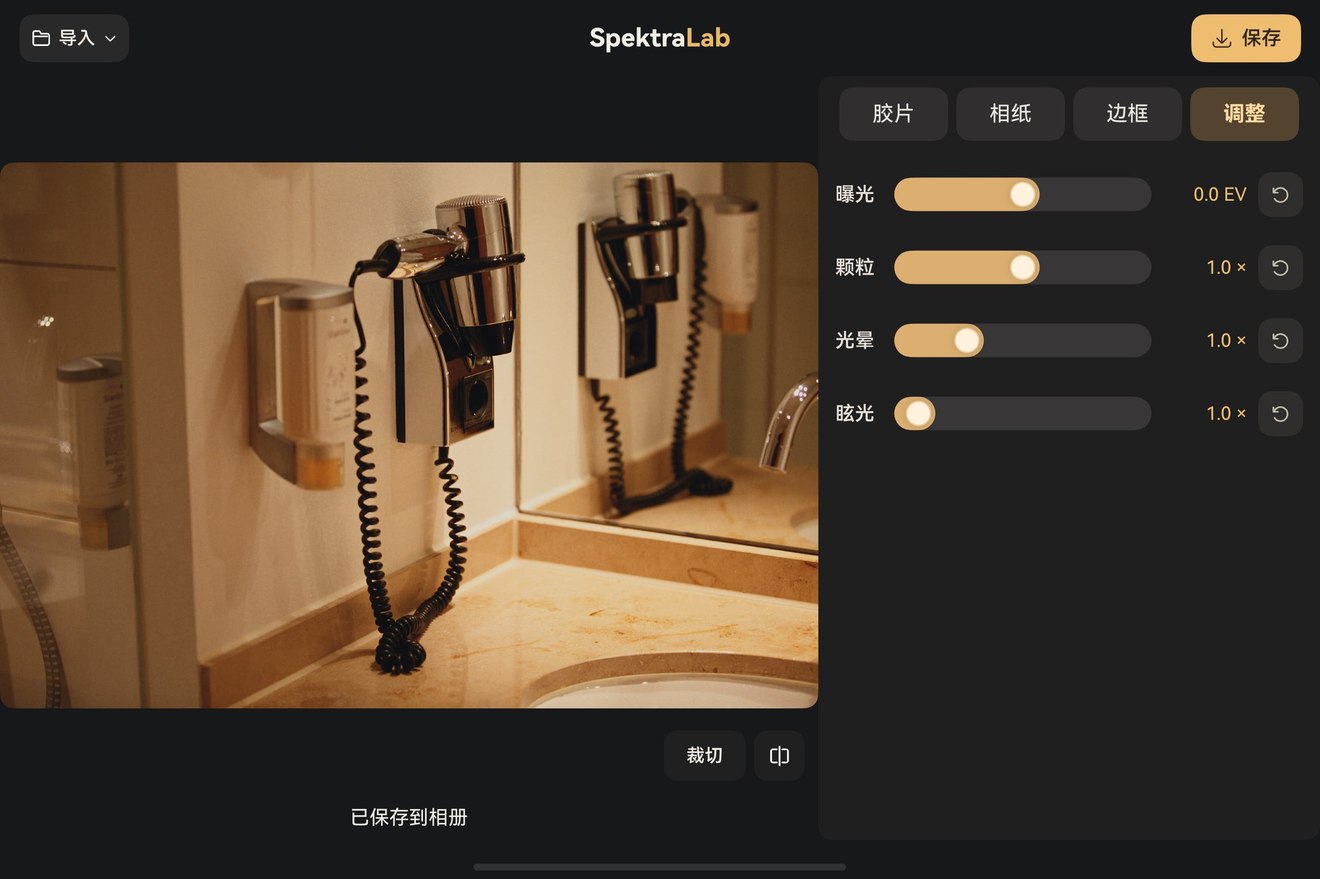 导入
SpektraLab
保存
胶片
相纸
边框
调整
曝光
0.0 EV
颗粒
1.0 ×
光晕
1.0 ×
眩光
1.0 ×
裁切
已保存到相册